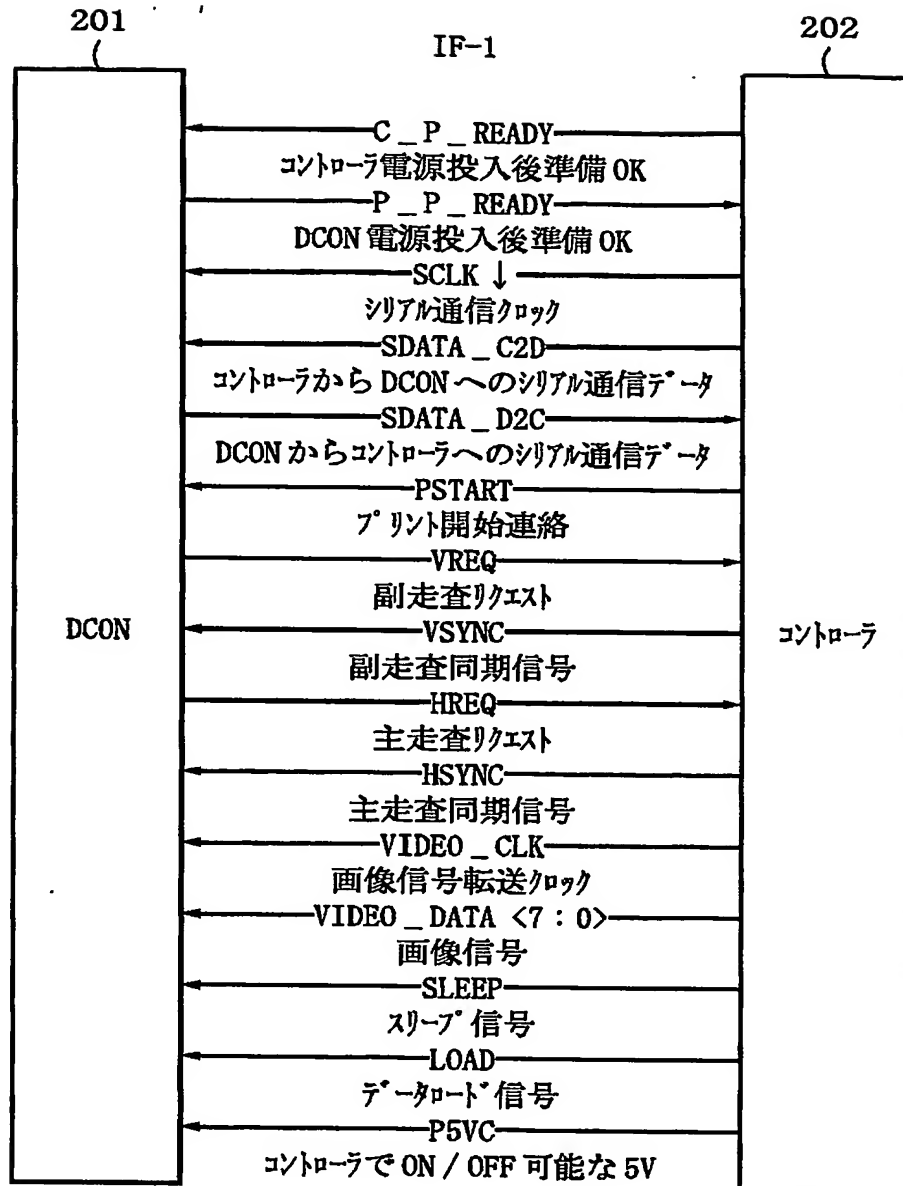 201
IF-1
202
C_P_READY
コントローラ電源投入後準備OK
P_P_READY
DCON電源投入後準備OK
SCLK ↓
シリアル通信クロック
SDATA_C2D
コントローラからDCONへのシリアル通信データ
SDATA_D2C
DCONからコントローラへのシリアル通信データ
PSTART
プリント開始連絡
VREQ
副走査リクエスト
DCON
VSYNC
コントローラ
副走査同期信号
HREQ
主走査リクエスト
HSYNC
主走査同期信号
VIDEO_CLK
画像信号転送クロック
VIDEO_DATA <7:0>
画像信号
SLEEP
スリープ信号
LOAD
データロード信号
P5VC
コントローラでON/OFF可能な5V